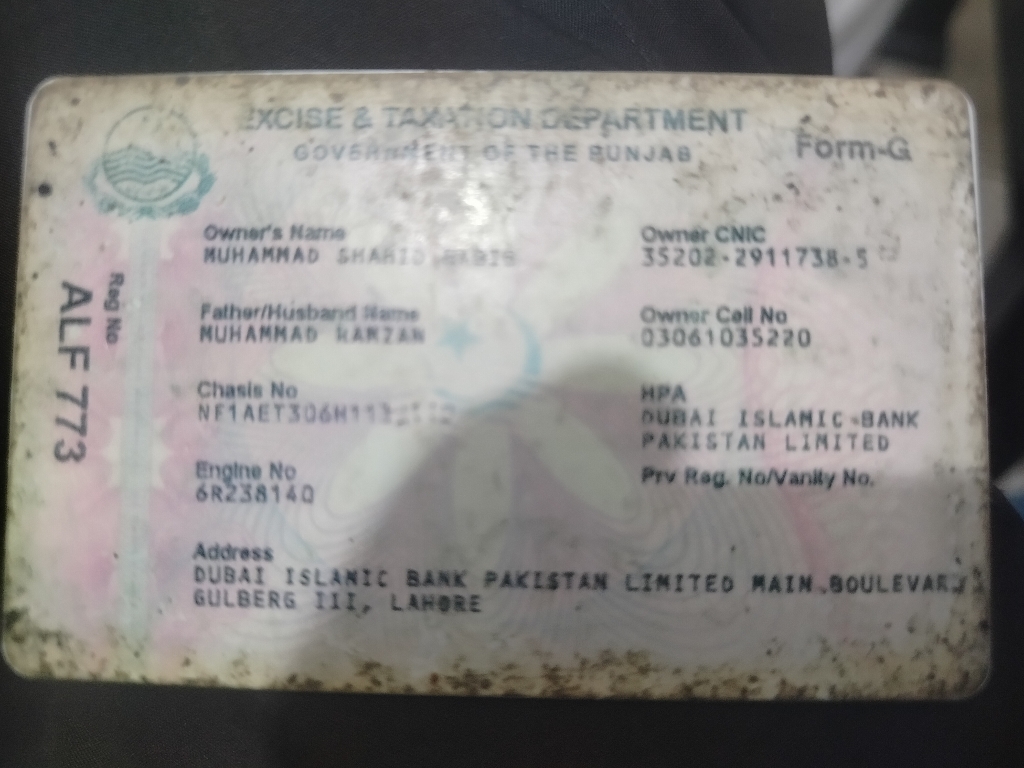 EXCISE & TAXATION DEPARTMENT
GOVERNMENT OF THE PUNJAB
Form-G
Owner's Name
MUHAMMAD SHAHID
Owner CNIC
35202-2911738-5
Father/Husband Name
MUHAMMAD RAMZAN
Owner Cell No
03061035220
Reg No
ALF 773
Chasis No
HPA
DUBAI ISLAMIC BANK
PAKISTAN LIMITED
Engine No
6R238140
Prv Reg. No/Vanity No.
Address
DUBAI ISLAMIC BANK PAKISTAN LIMITED MAIN BOULEVARD
GULBERG III, LAHORE